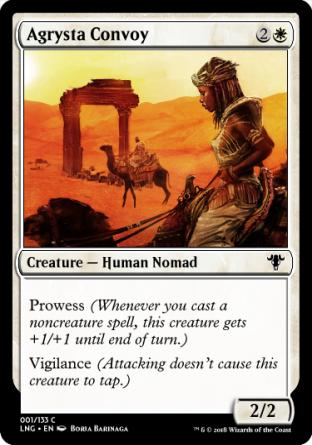 Agrysta Convoy 2
Creature — Human Nomad
Prowess (Whenever you cast a
noncreature spell, this creature gets
+1/+1 until end of turn.)
Vigilance (Attacking doesn't cause this
creature to tap.)
2/2
001/133 C
LNG • EN Borja Barinaga
™ & © 2018 Wizards of the Coast